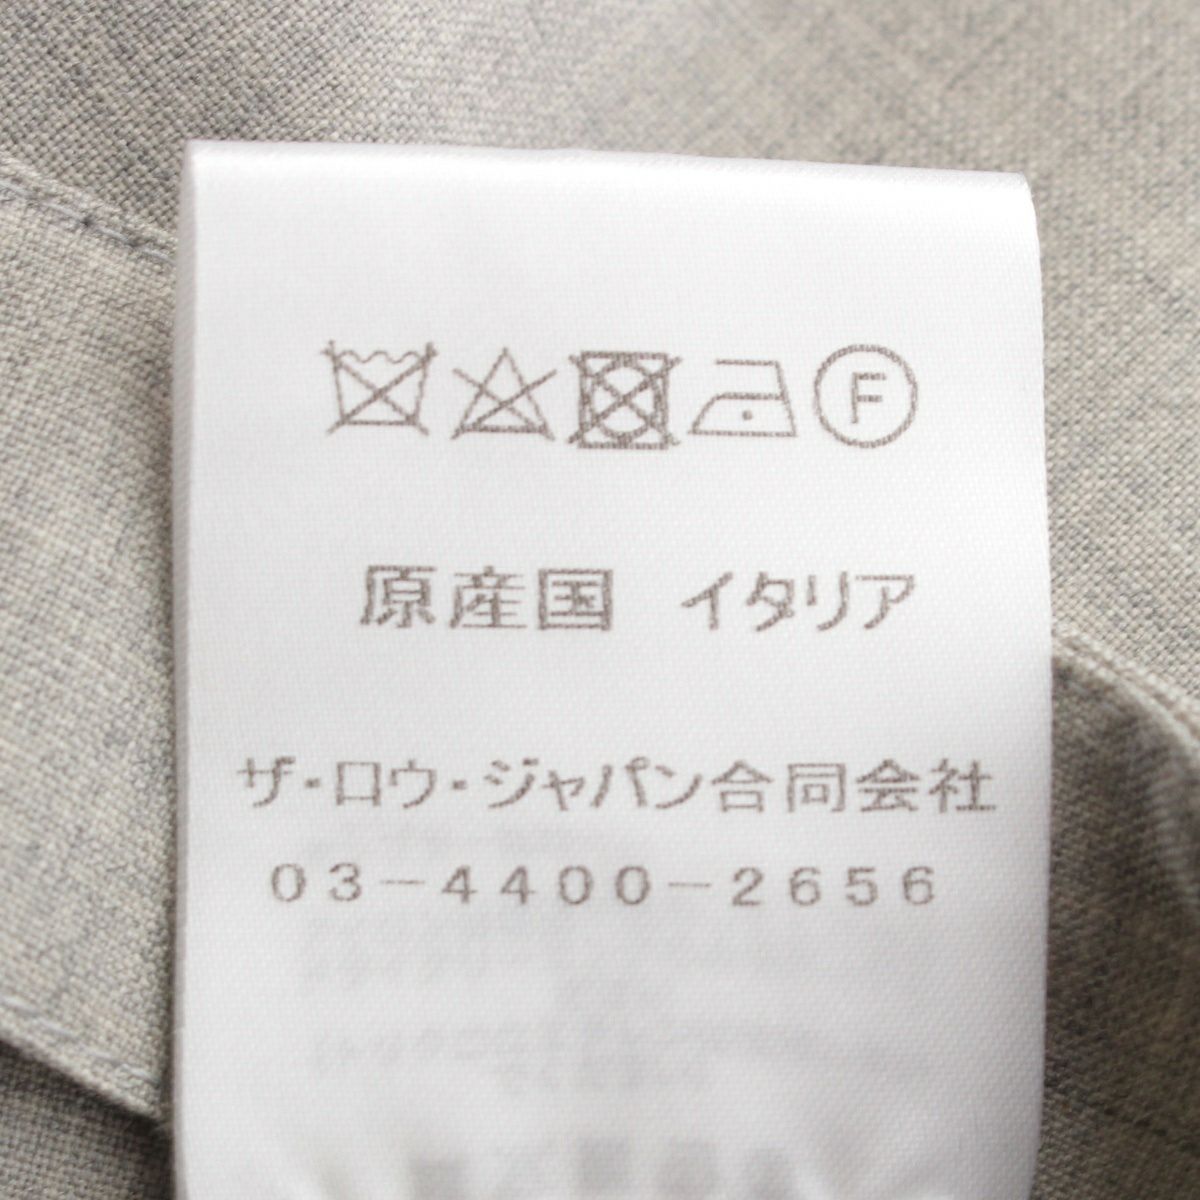 F
原産国 イタリア
ザ・ロウ・ジャパン合同会社
03-4400-2656